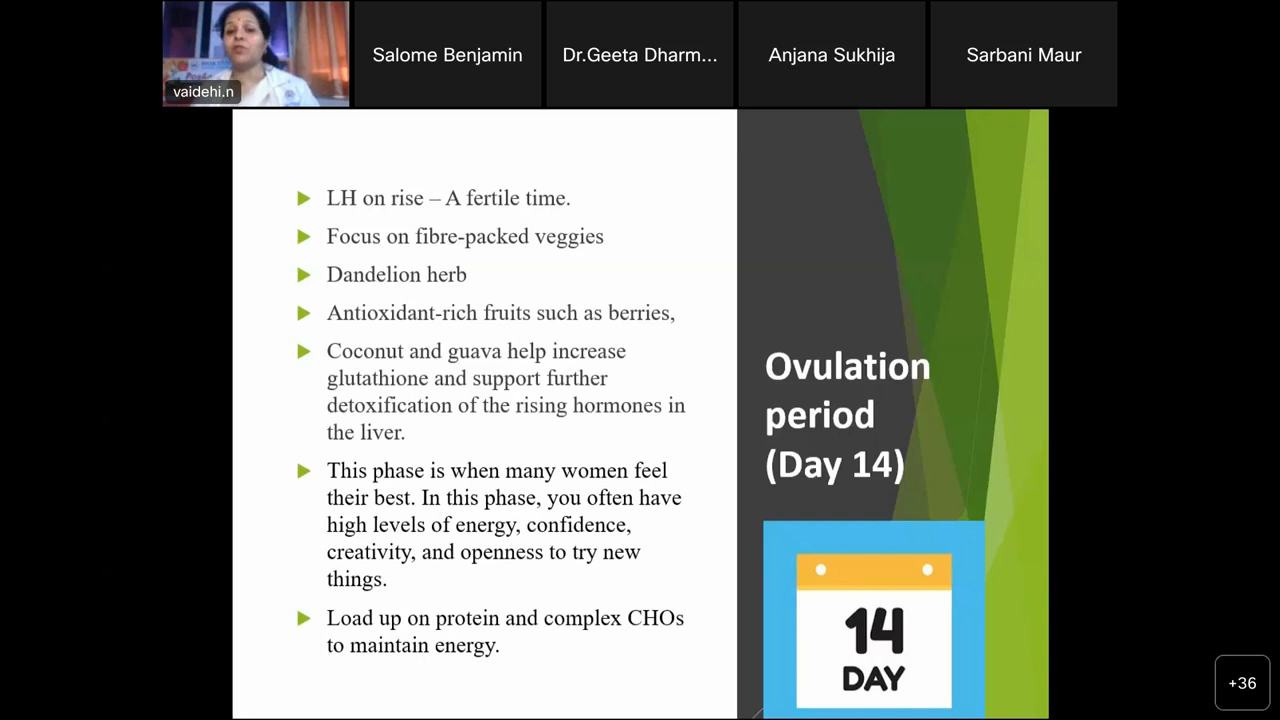 Salome Benjamin
Dr.Geeta Dharm...
Anjana Sukhija
Sarbani Maur
vaidehi.n
LH on rise – A fertile time.
Focus on fibre-packed veggies
Dandelion herb
Antioxidant-rich fruits such as berries,
Coconut and guava help increase
glutathione and support further
detoxification of the rising hormones in
the liver.
This phase is when many women feel
their best. In this phase, you often have
high levels of energy, confidence,
creativity, and openness to try new
things.
Load up on protein and complex CHOs
to maintain energy.
Ovulation
period
(Day 14)
14
DAY
+36